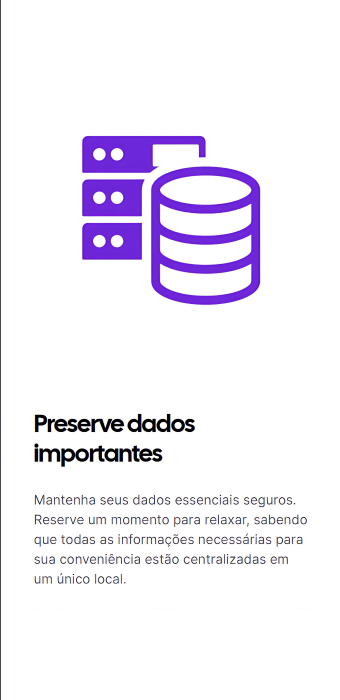 Preserve dados
importantes
Mantenha seus dados essenciais seguros.
Reserve um momento para relaxar, sabendo
que todas as informações necessárias para
sua conveniência estão centralizadas em
um único local.